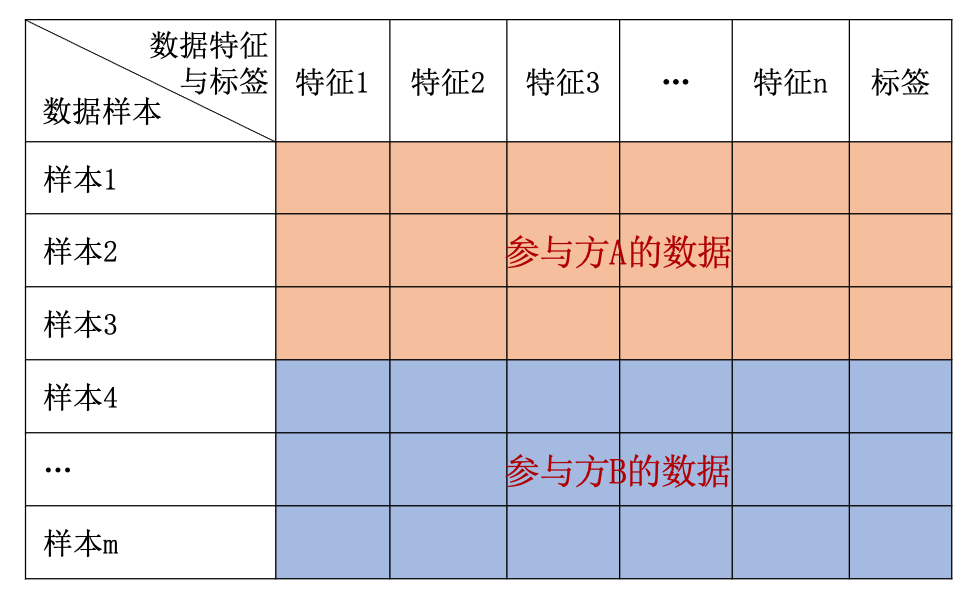 数据特征
与标签
数据样本
特征1 特征2 特征3 … 特征n 标签
样本1
样本2 参与方A的数据
样本3
样本4
… 参与方B的数据
样本m